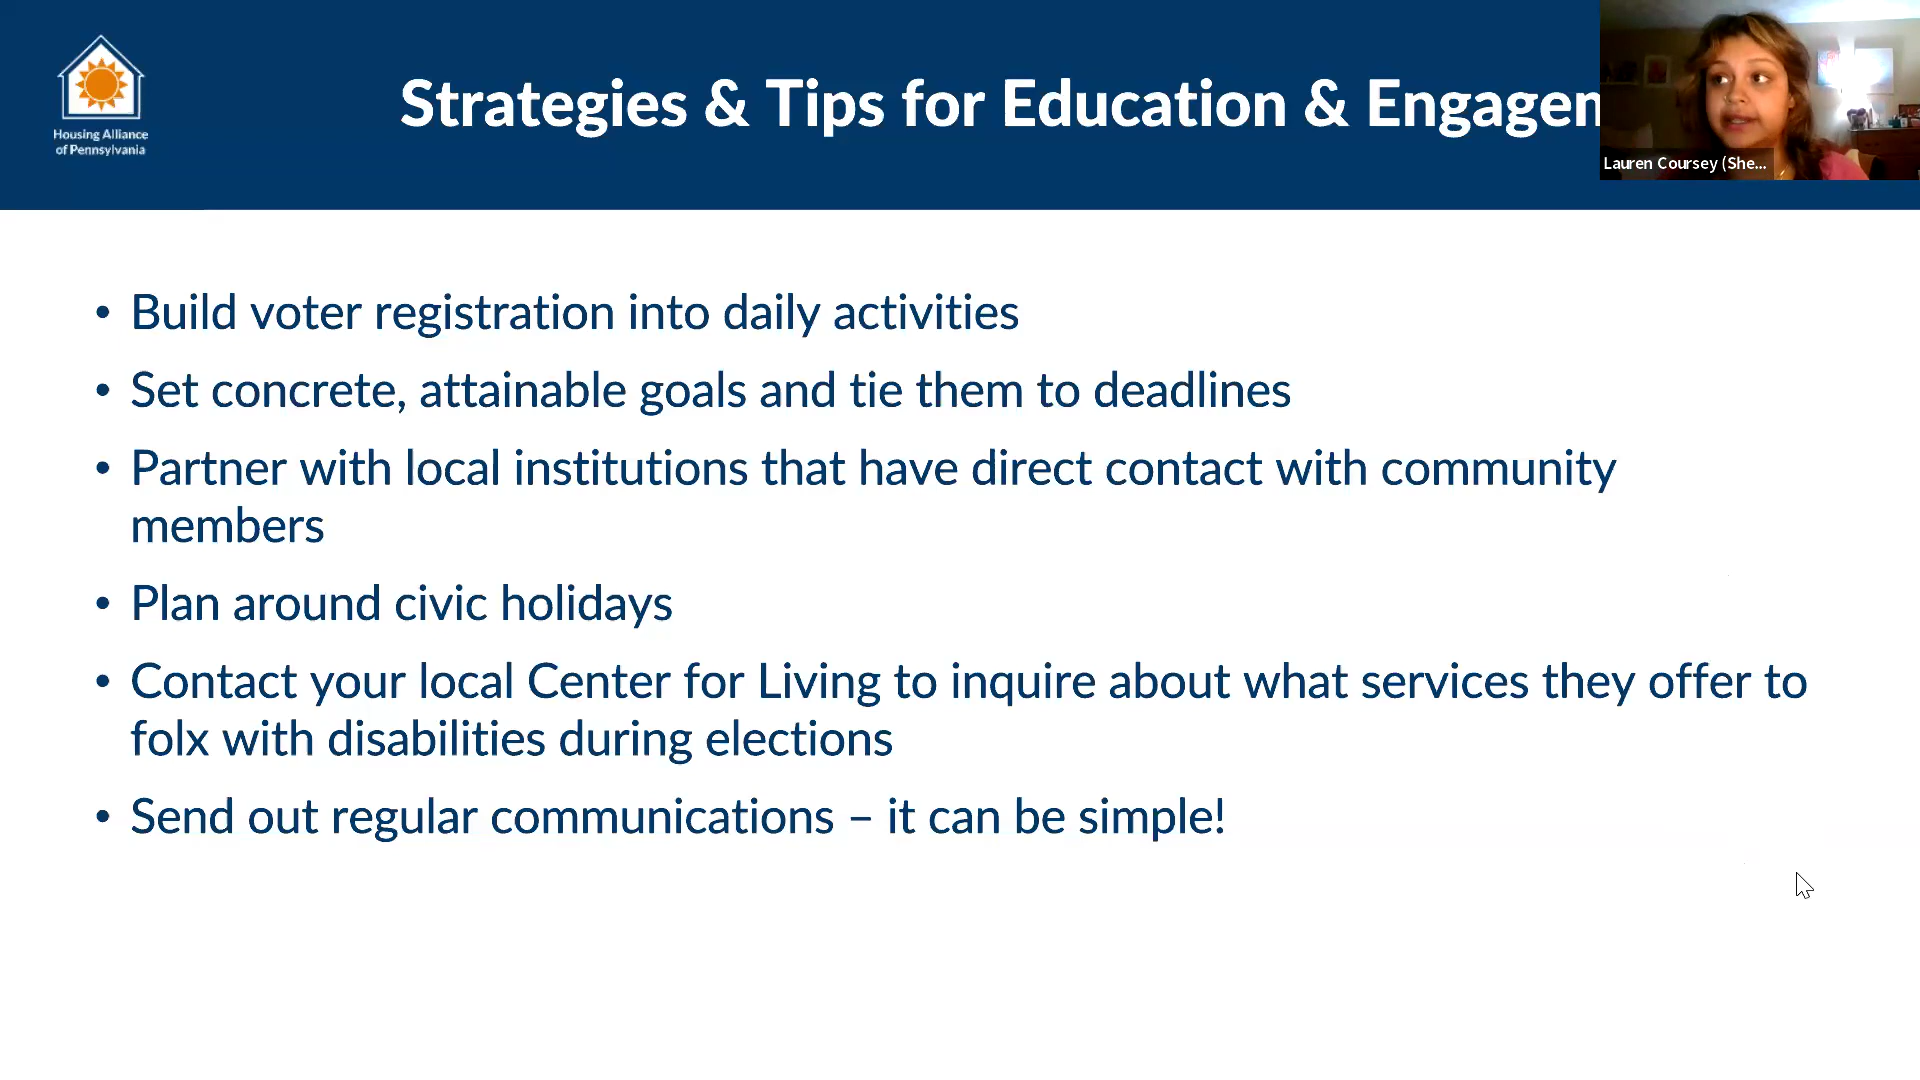 Housing Alliance
of Pennsylvania
Strategies & Tips for Education & Engagem
Lauren Coursey (She...
• Build voter registration into daily activities
• Set concrete, attainable goals and tie them to deadlines
• Partner with local institutions that have direct contact with community
members
• Plan around civic holidays
• Contact your local Center for Living to inquire about what services they offer to
folx with disabilities during elections
• Send out regular communications – it can be simple!